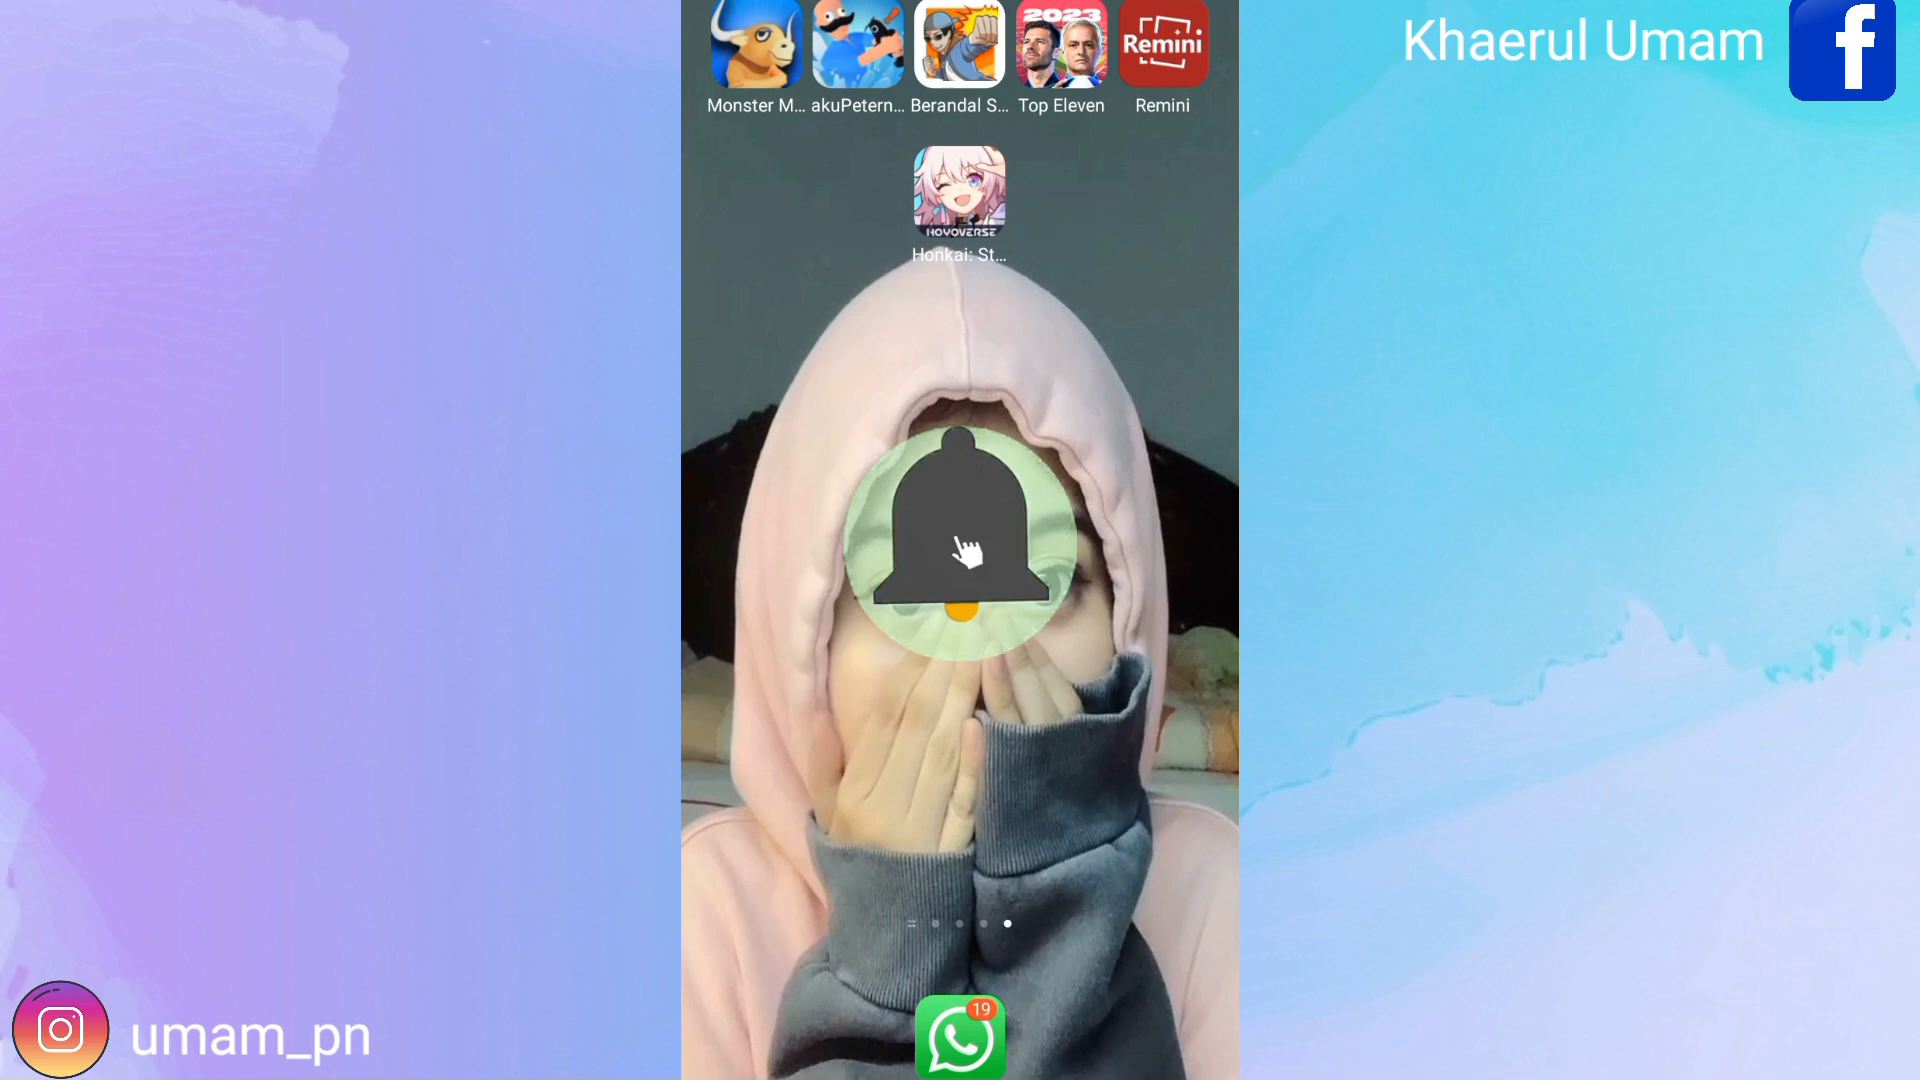 Khaerul Umam
f
2023
Remini
Monster M... akuPetern... Berandal S... Top Eleven Remini
HOYOVERSE
Honkai: St...
19
umam_pn